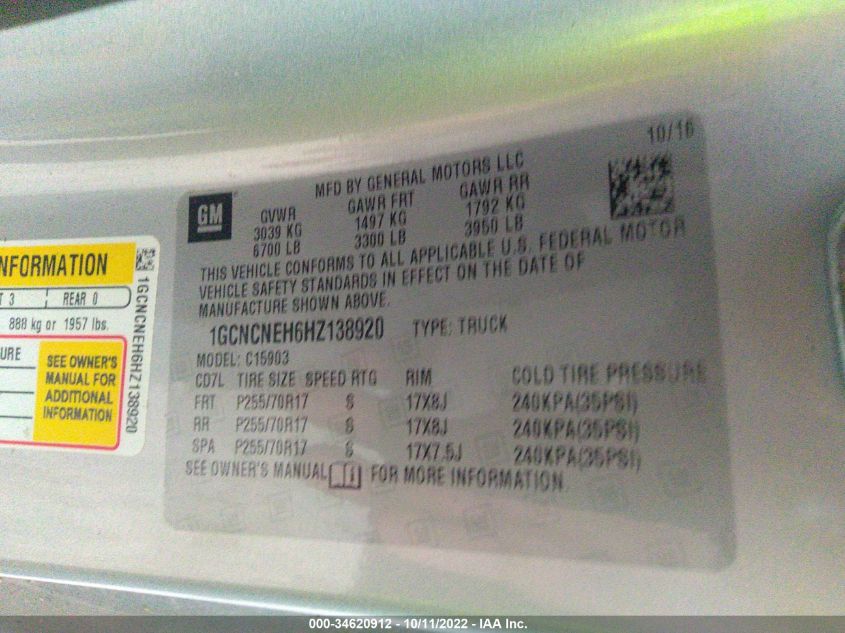 10/16
GM
MFD BY GENERAL MOTORS LLC
GVWR GAWR FRT GAWR RR
3039 KG 1497 KG 1792 KG
6700 LB 3300 LB 3950 LB
THIS VEHICLE CONFORMS TO ALL APPLICABLE U.S. FEDERAL MOTOR
VEHICLE SAFETY STANDARDS IN EFFECT ON THE DATE OF
MANUFACTURE SHOWN ABOVE.
1GCNCNEH6HZ138920 TYPE: TRUCK
MODEL: C15903
CD7L TIRE SIZE SPEED RTG RIM COLD TIRE PRESSURE
FRT P255/70R17 S 17X8J 240KPA(35PSI)
RR P255/70R17 S 17X8J 240KPA(35PSI)
SPA P255/70R17 S 17X7.5J 240KPA(35PSI)
SEE OWNER'S MANUAL FOR MORE INFORMATION.
NFORMATION
T 3 REAR 0
888 kg or 1957 lbs.
URE
SEE OWNER'S
MANUAL FOR
ADDITIONAL
INFORMATION
1GCNCNEH6HZ138920
000-34620912 - 10/11/2022 - IAA Inc.